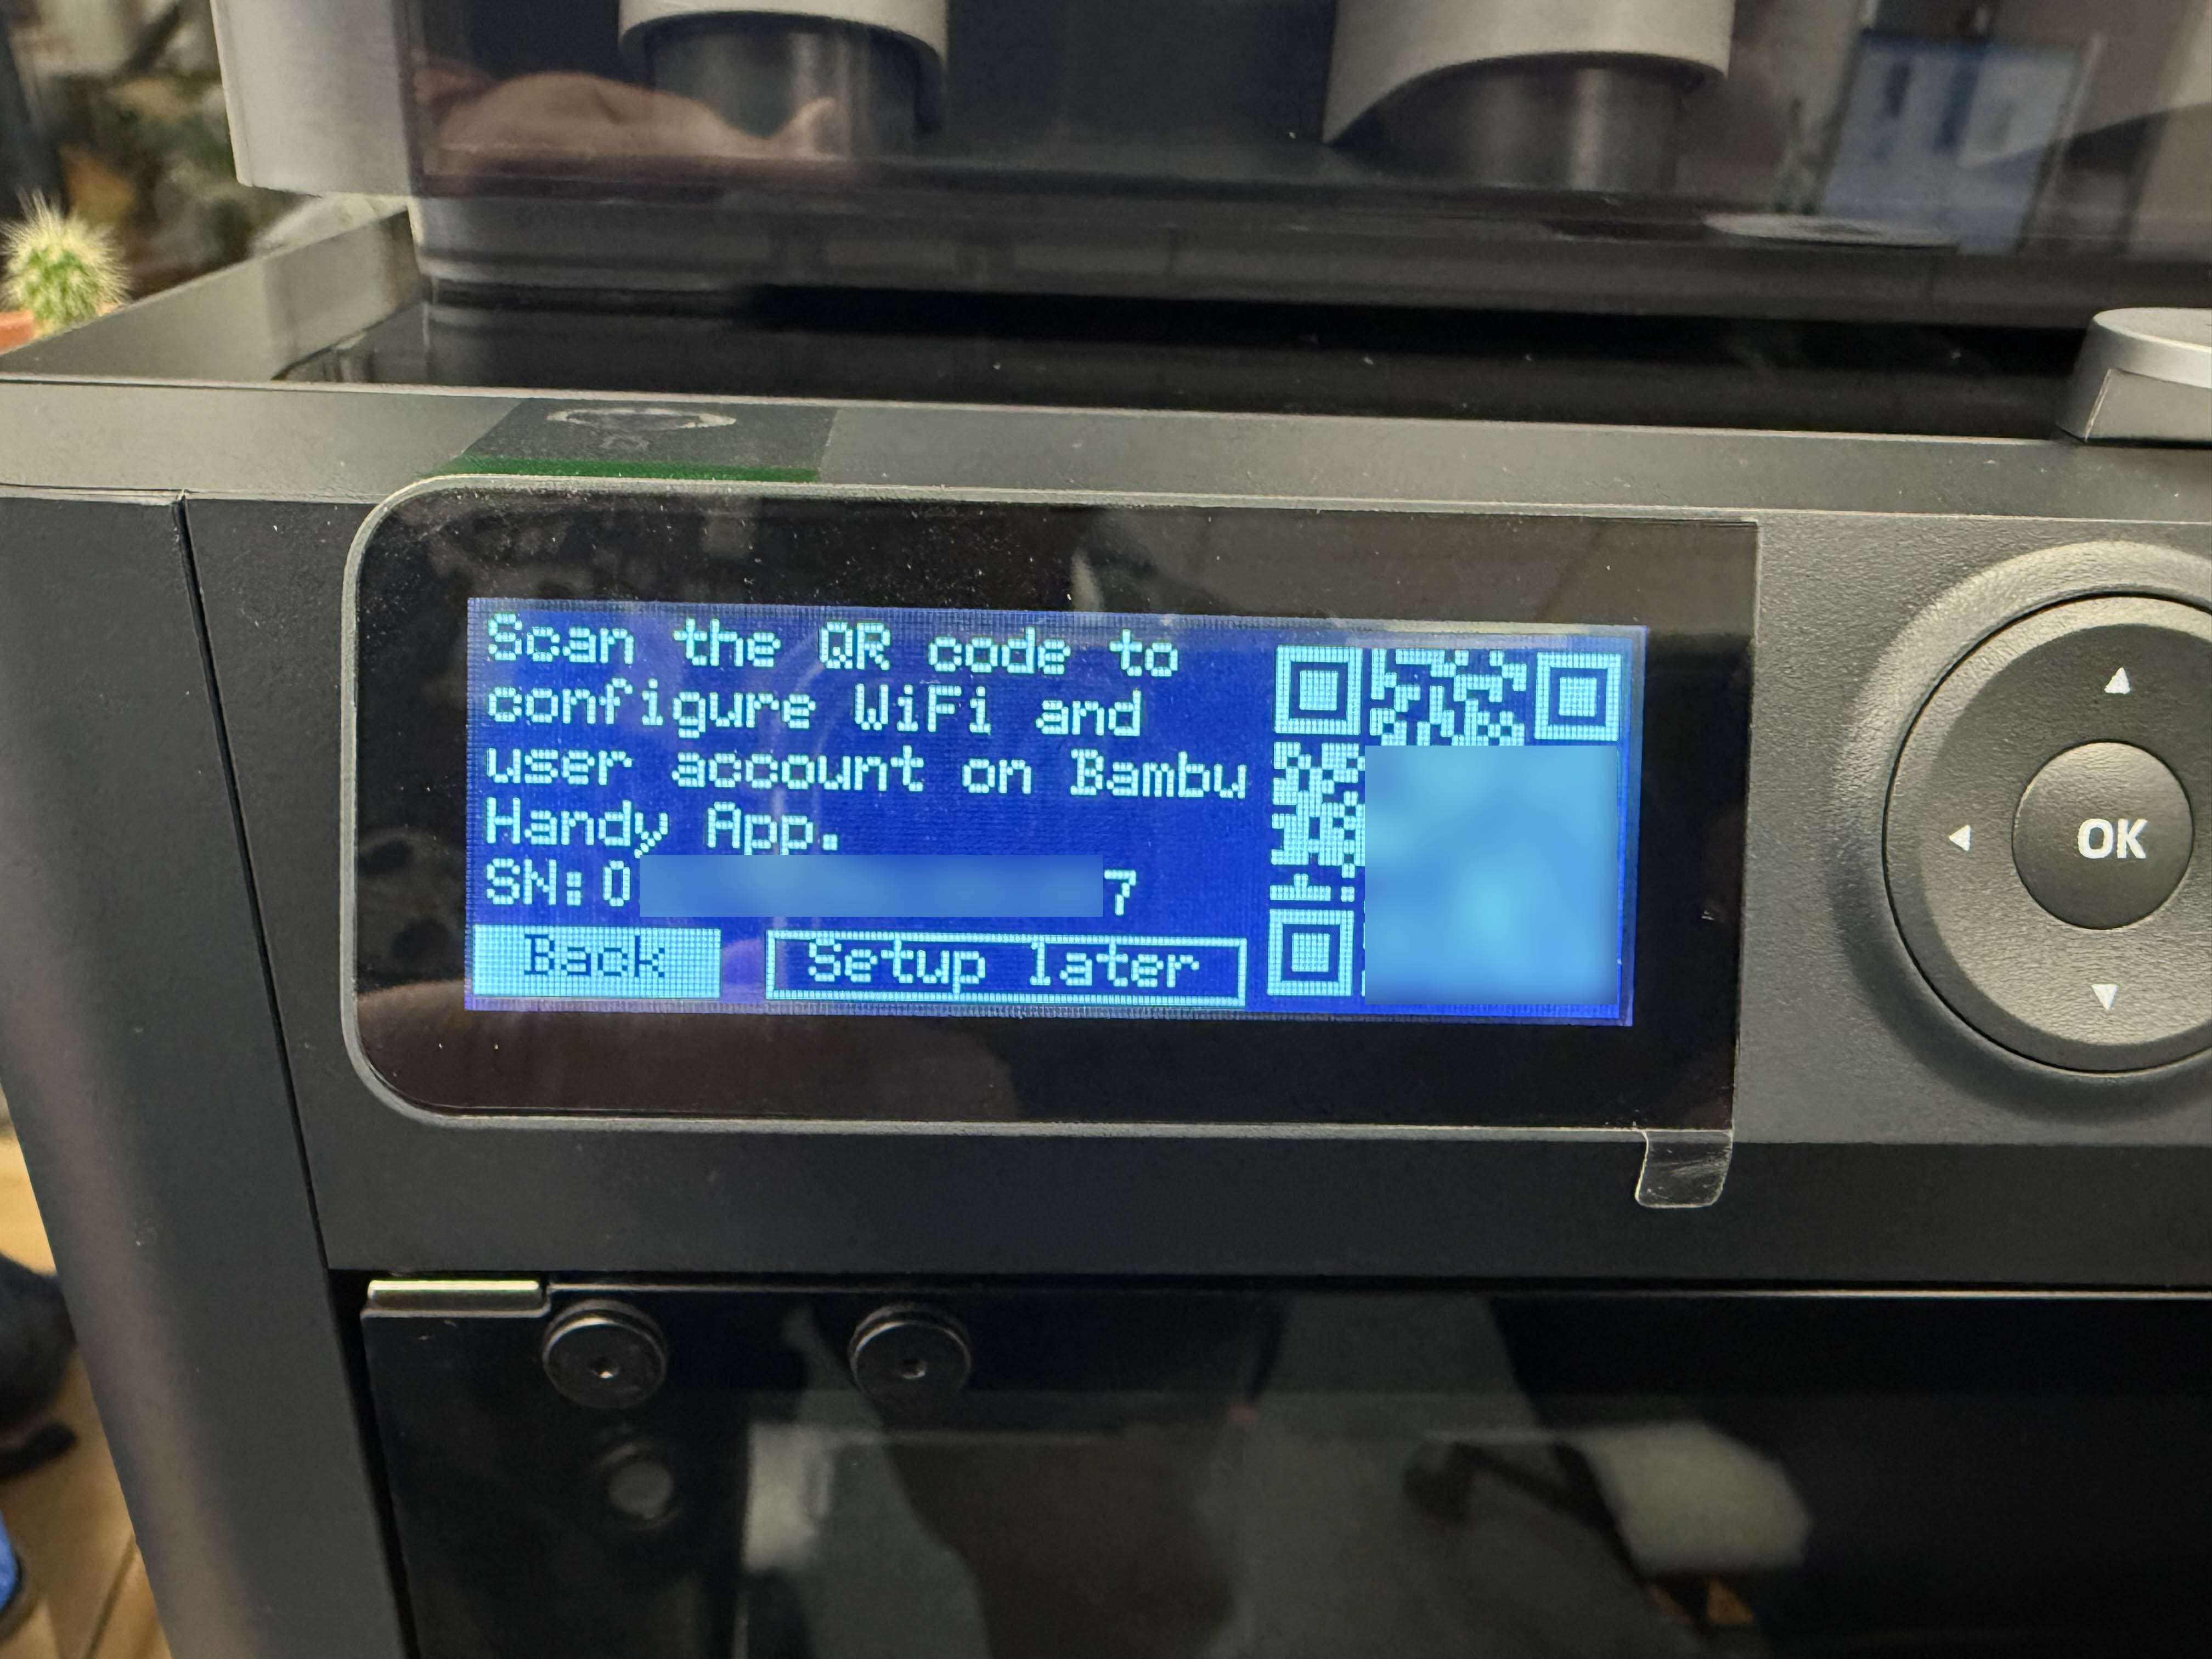 Scan the QR code to
configure WiFi and
user account on Bambu
Handy App.
SN:0 7
Back
Setup later
OK